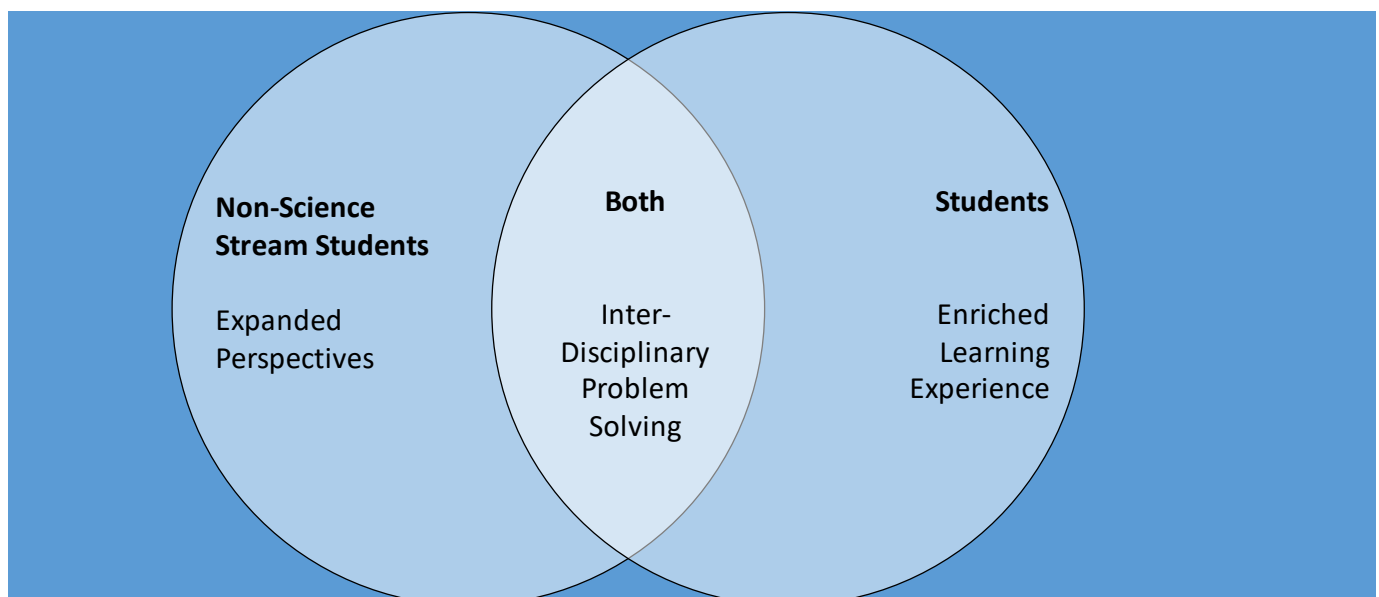 Non-Science
Stream Students
Expanded
Perspectives
Both
Inter-
Disciplinary
Problem
Solving
Students
Enriched
Learning
Experience